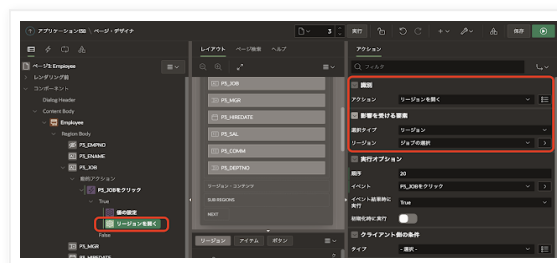 アプリケーション138 \ ページ・デザイナ
3
実行
保存
レイアウト
ページ検索
ヘルプ
アクション
ページ3: Employee
レンダリング前
コンポーネント
Dialog Header
Content Body
Employee
Region Body
P3_EMPNO
P3_ENAME
P3_JOB
動的アクション
P3_JOBをクリック
True
値の設定
リージョンを開く
False
P3_MGR
P3_HIREDATE
P3_JOB
P3_MGR
P3_HIREDATE
P3_SAL
P3_COMM
P3_DEPTNO
リージョン・コンテンツ
SUB REGIONS
NEXT
リージョン
アイテム
ボタン
フィルタ
識別
アクション
リージョンを開く
影響を受ける要素
選択タイプ
リージョン
リージョン
ジョブの選択
実行オプション
順序
20
イベント
P3_JOBをクリック
イベント結果時に実行
True
初期化時に実行
クライアント側の条件
タイプ
- 選択 -